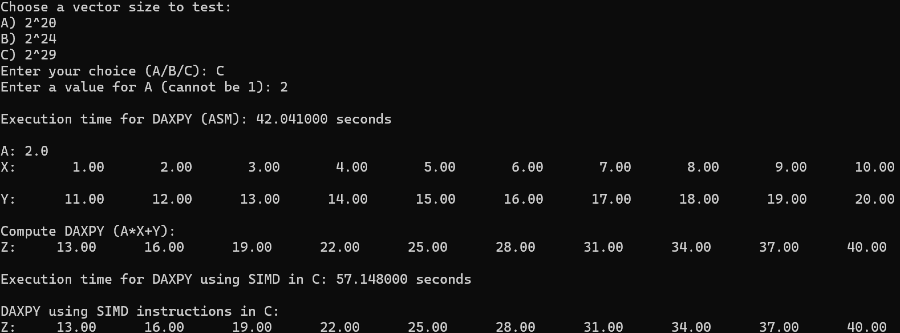 Choose a vector size to test:
A) 2^20
B) 2^24
C) 2^29
Enter your choice (A/B/C): C
Enter a value for A (cannot be 1): 2
Execution time for DAXPY (ASM): 42.041000 seconds
A: 2.0
X: 1.00 2.00 3.00 4.00 5.00 6.00 7.00 8.00 9.00 10.00
Y: 11.00 12.00 13.00 14.00 15.00 16.00 17.00 18.00 19.00 20.00
Compute DAXPY (A*X+Y):
Z: 13.00 16.00 19.00 22.00 25.00 28.00 31.00 34.00 37.00 40.00
Execution time for DAXPY using SIMD in C: 57.148000 seconds
DAXPY using SIMD instructions in C:
Z: 13.00 16.00 19.00 22.00 25.00 28.00 31.00 34.00 37.00 40.00